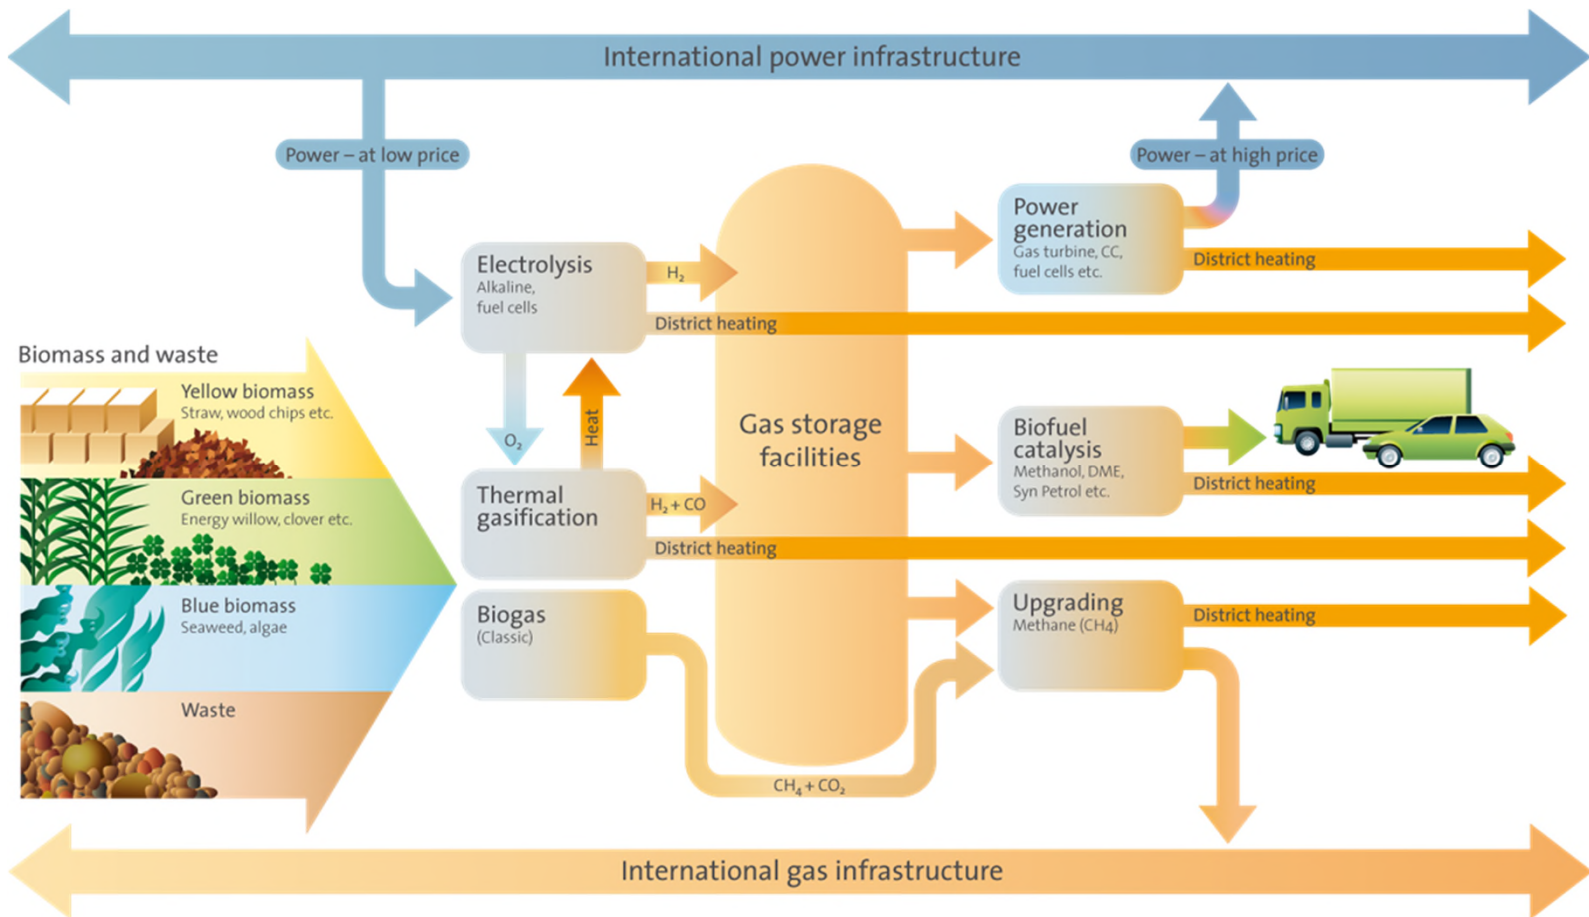 International power infrastructure
Power – at low price
Power – at high price
Power
generation
Gas turbine, CC,
fuel cells etc.
District heating
Electrolysis
Alkaline,
fuel cells
H₂
District heating
Biomass and waste
Yellow biomass
Straw, wood chips etc.
Green biomass
Energy willow, clover etc.
Blue biomass
Seaweed, algae
Waste
O₂
Heat
Gas storage
facilities
Biofuel
catalysis
Methanol, DME,
Syn Petrol etc.
District heating
Thermal
gasification
H₂ + CO
District heating
Biogas
(Classic)
Upgrading
Methane (CH4)
District heating
CH₄ + CO₂
International gas infrastructure